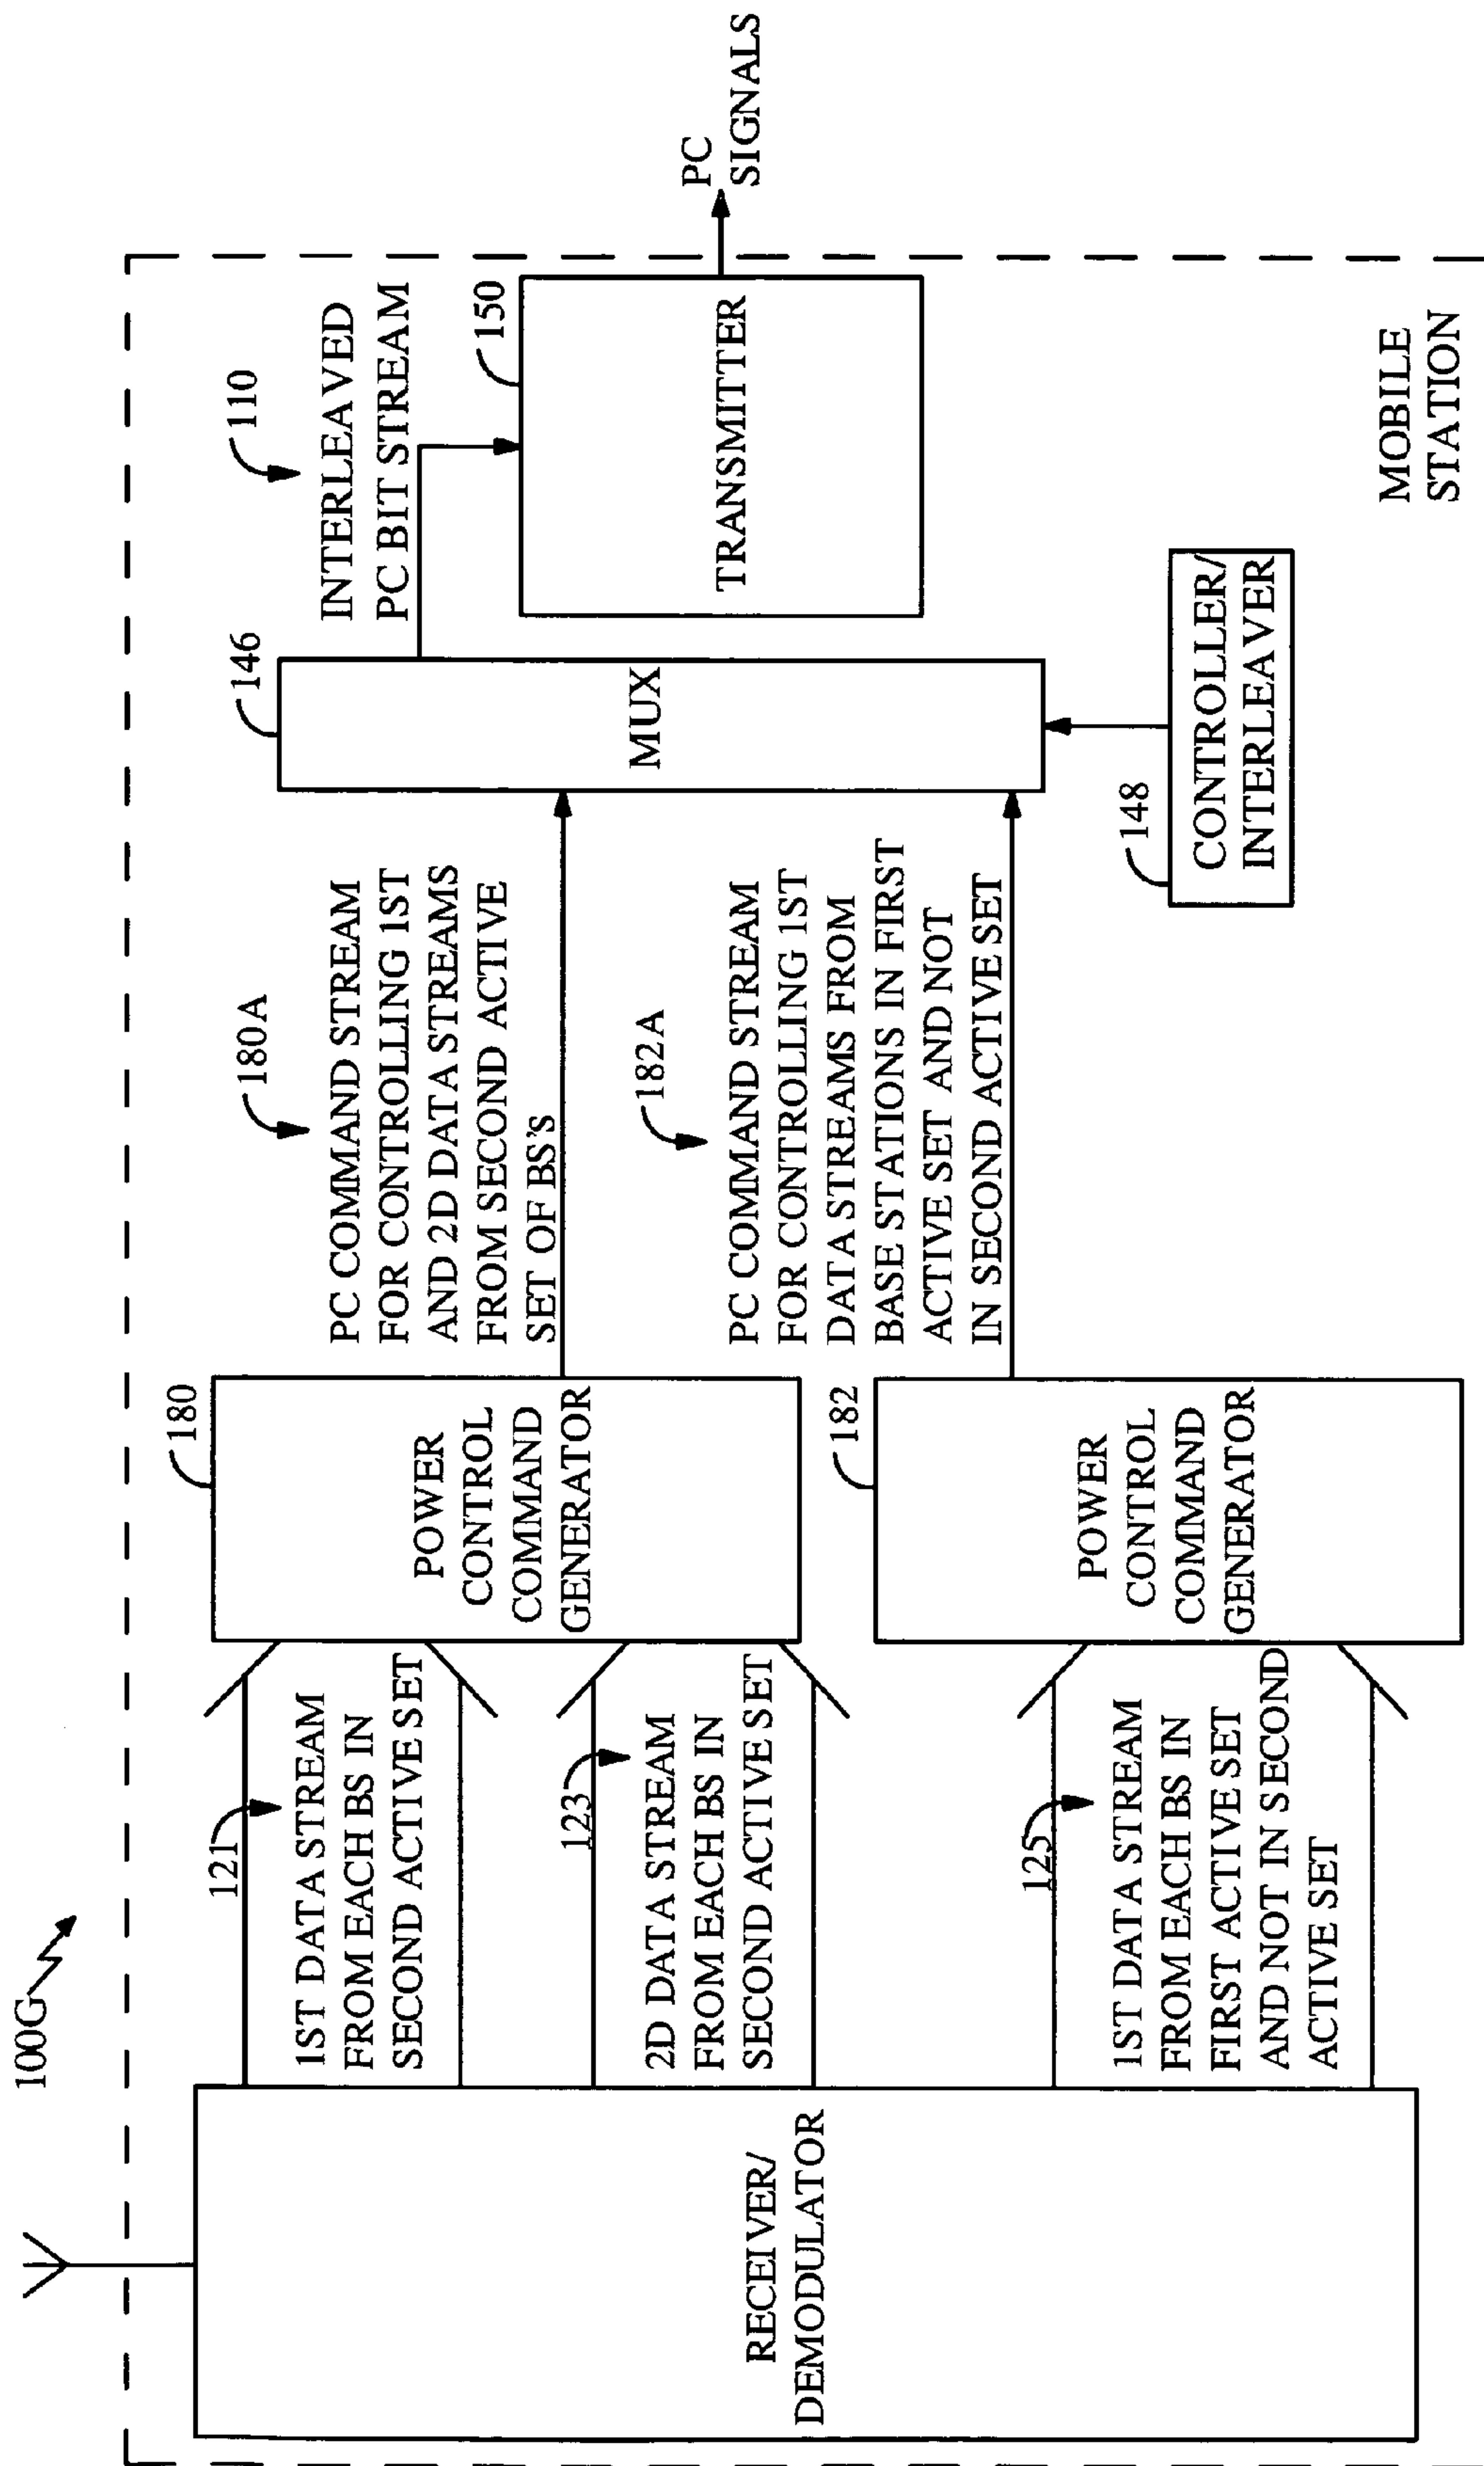 100G
RECEIVER/
DEMODULATOR
121
1ST DATA STREAM
FROM EACH BS IN
SECOND ACTIVE SET
123
2D DATA STREAM
FROM EACH BS IN
SECOND ACTIVE SET
125
1ST DATA STREAM
FROM EACH BS IN
FIRST ACTIVE SET
AND NOT IN SECOND
ACTIVE SET
180
POWER
CONTROL
COMMAND
GENERATOR
182
POWER
CONTROL
COMMAND
GENERATOR
180A
PC COMMAND STREAM
FOR CONTROLLING 1ST
AND 2D DATA STREAMS
FROM SECOND ACTIVE
SET OF BS'S
182A
PC COMMAND STREAM
FOR CONTROLLING 1ST
DATA STREAMS FROM
BASE STATIONS IN FIRST
ACTIVE SET AND NOT
IN SECOND ACTIVE SET
146
MUX
148
CONTROLLER/
INTERLEAVER
110
INTERLEAVED
PC BIT STREAM
150
TRANSMITTER
MOBILE
STATION
PC
SIGNALS